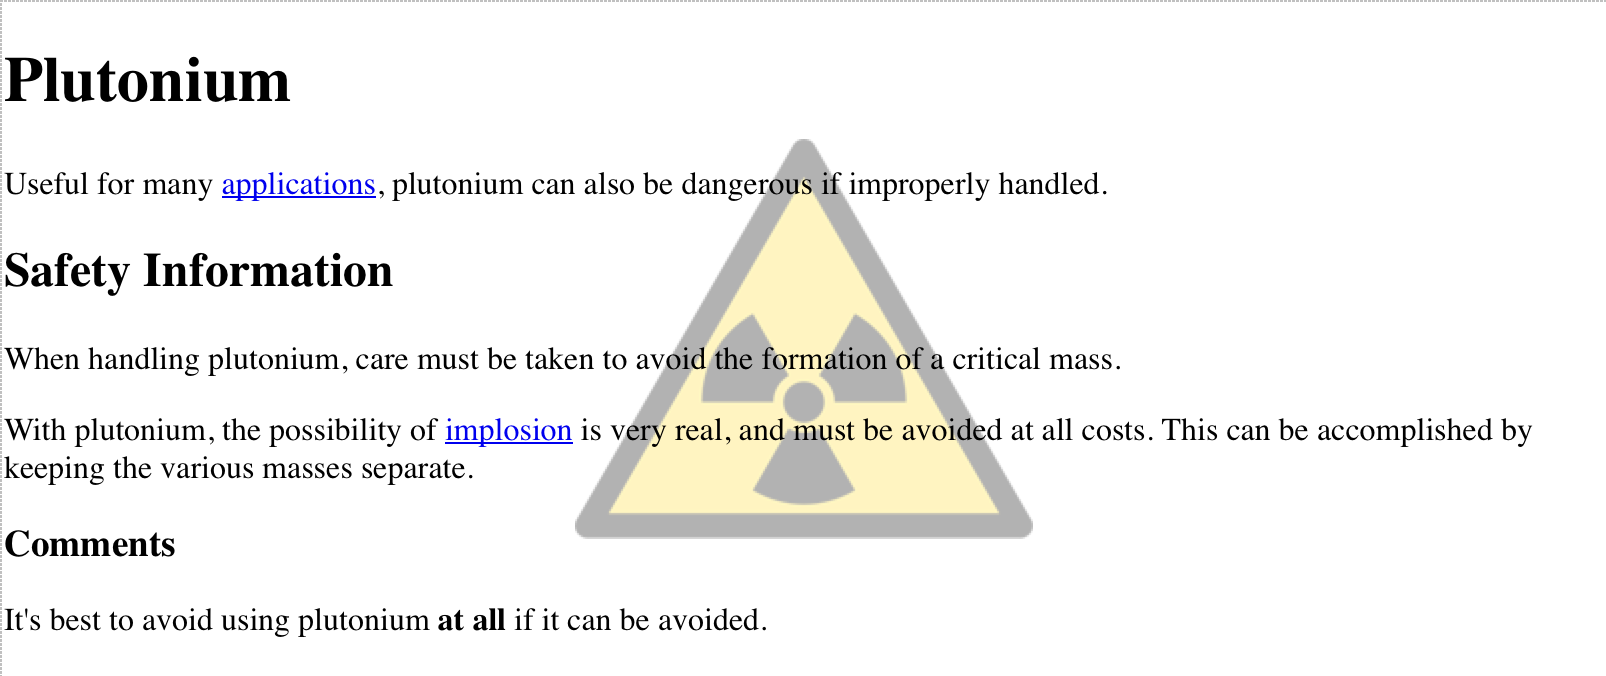 Plutonium
Useful for many applications, plutonium can also be dangerous if improperly handled.
Safety Information
When handling plutonium, care must be taken to avoid the formation of a critical mass.
With plutonium, the possibility of implosion is very real, and must be avoided at all costs. This can be accomplished by
keeping the various masses separate.
Comments
It's best to avoid using plutonium at all if it can be avoided.